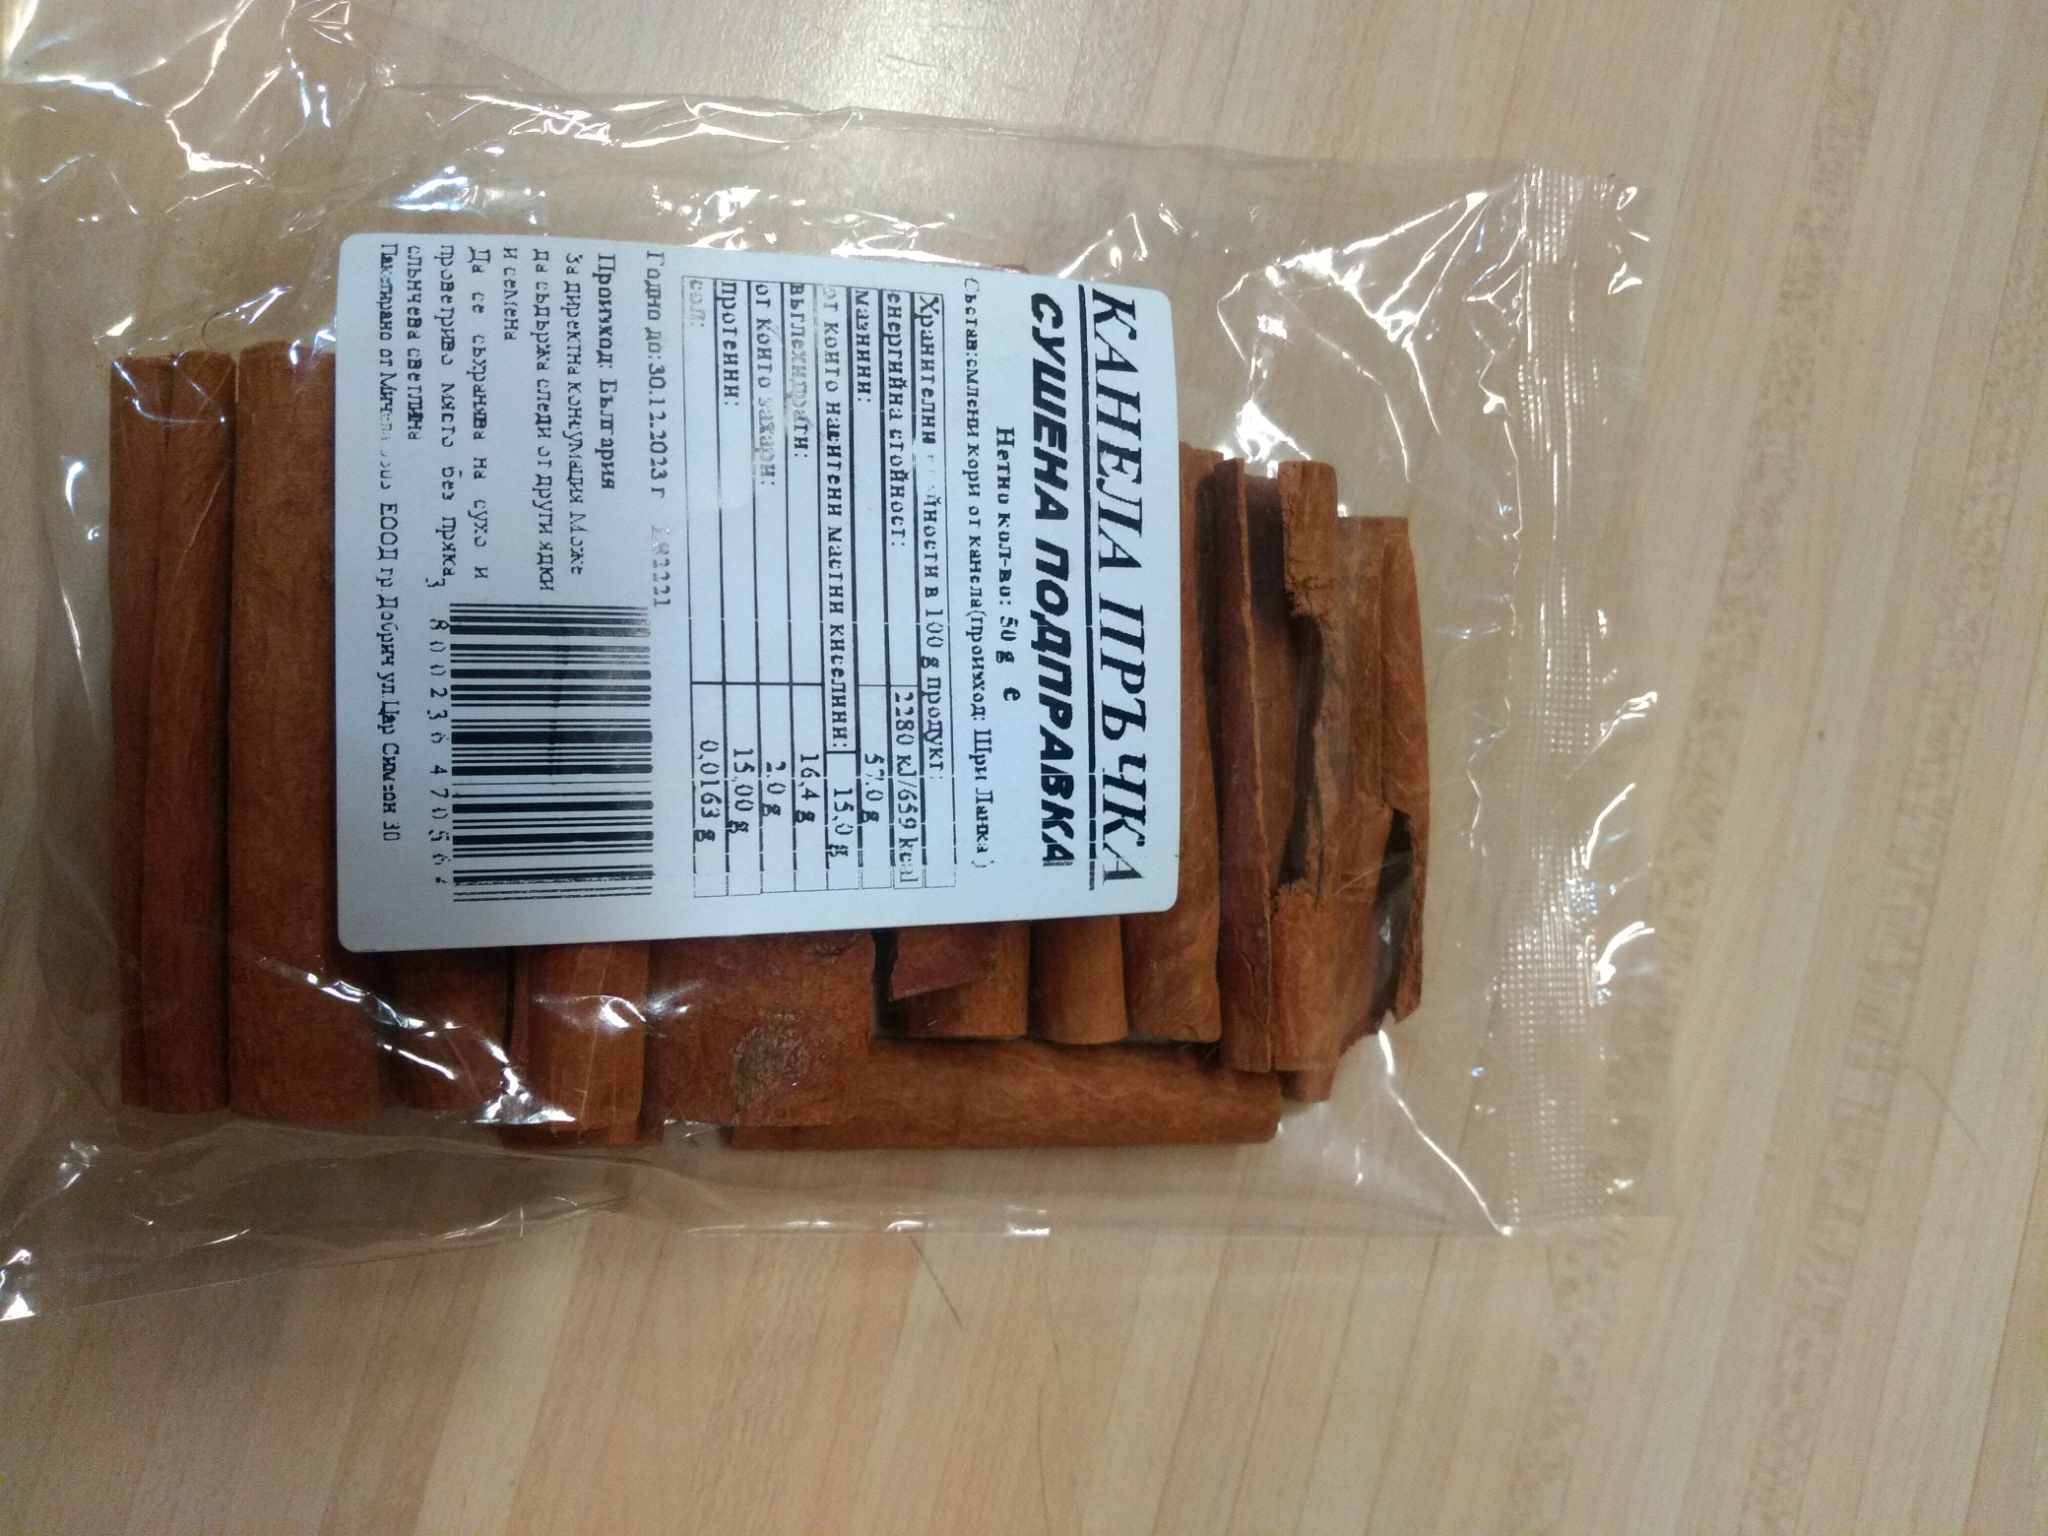 КАНЕЛА ПРЪЧКА
СУШЕНА ПОДПРАВКА
Нетно кол-во: 50 g e
Състав:смлени кори от канела(произход: Шри Ланка )
Хранителни в 100 g продукт:
енергийна стойност: 2280 kJ/659 kcal
мазнини: 57.0 g
от които наситени мастни киселини: 15,0 g
въглехидрати: 16,4 g
от които захари: 2.0 g
протеини: 15,00 g
сол: 0,0163 g
Годно до:30.12.2023 г
Произход: България
За директна консумация Може
да съдържа следи от други ядки
и семена
Да се съхранява на сухо и
проветриво място без пряка
слънчева светлина
Пакетирано от ЕООД гр.Добрич ул.Цар Симеон 30